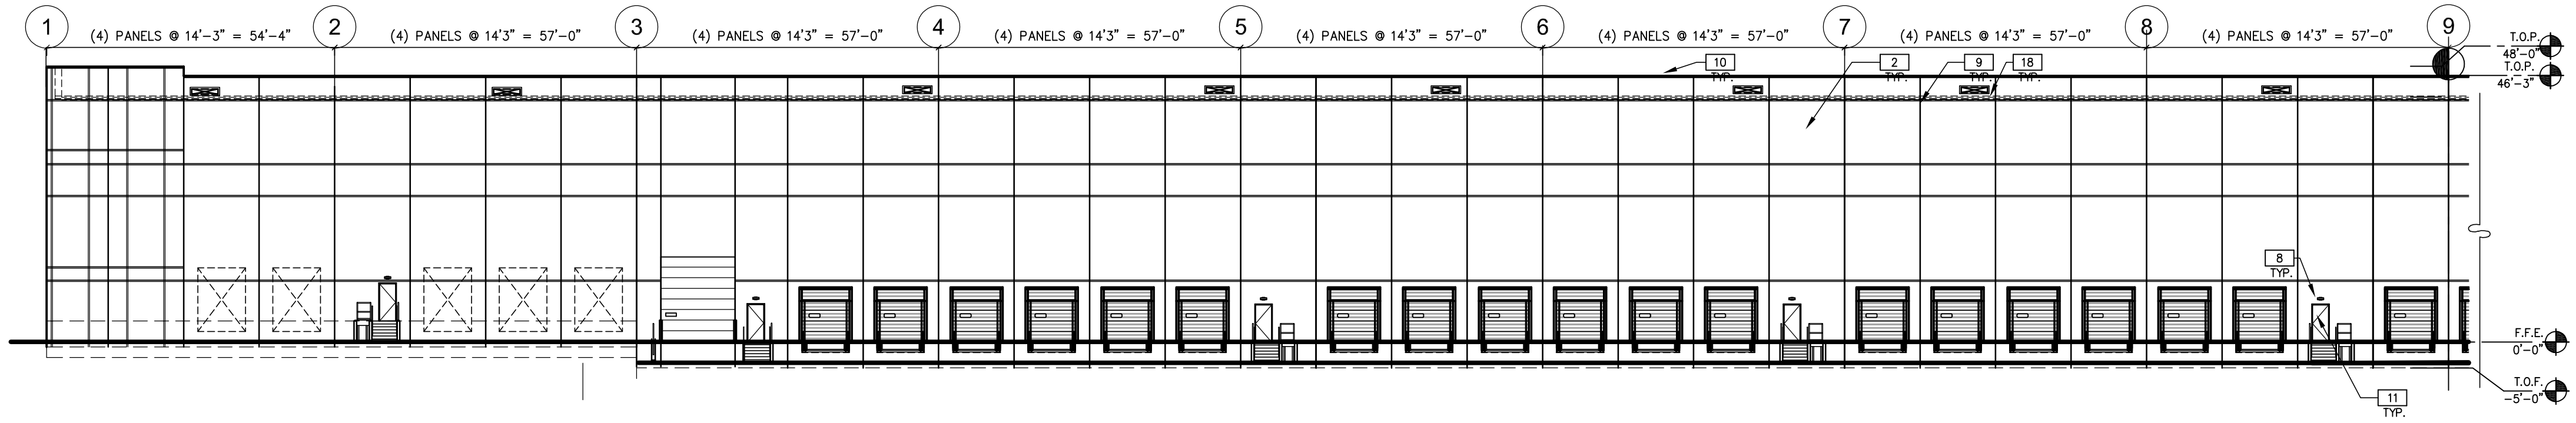 1 2 3 4 5 6 7 8 9
(4) PANELS @ 14'-3" = 54'-4" (4) PANELS @ 14'3" = 57'-0" (4) PANELS @ 14'3" = 57'-0" (4) PANELS @ 14'3" = 57'-0" (4) PANELS @ 14'3" = 57'-0" (4) PANELS @ 14'3" = 57'-0" (4) PANELS @ 14'3" = 57'-0" (4) PANELS @ 14'3" = 57'-0"
T.O.P.
48'-0"
T.O.P.
46'-3"
10 2 9 18
TYP. TYP. TYP. TYP.
8
TYP.
F.F.E.
0'-0"
T.O.F.
-5'-0"
11
TYP.